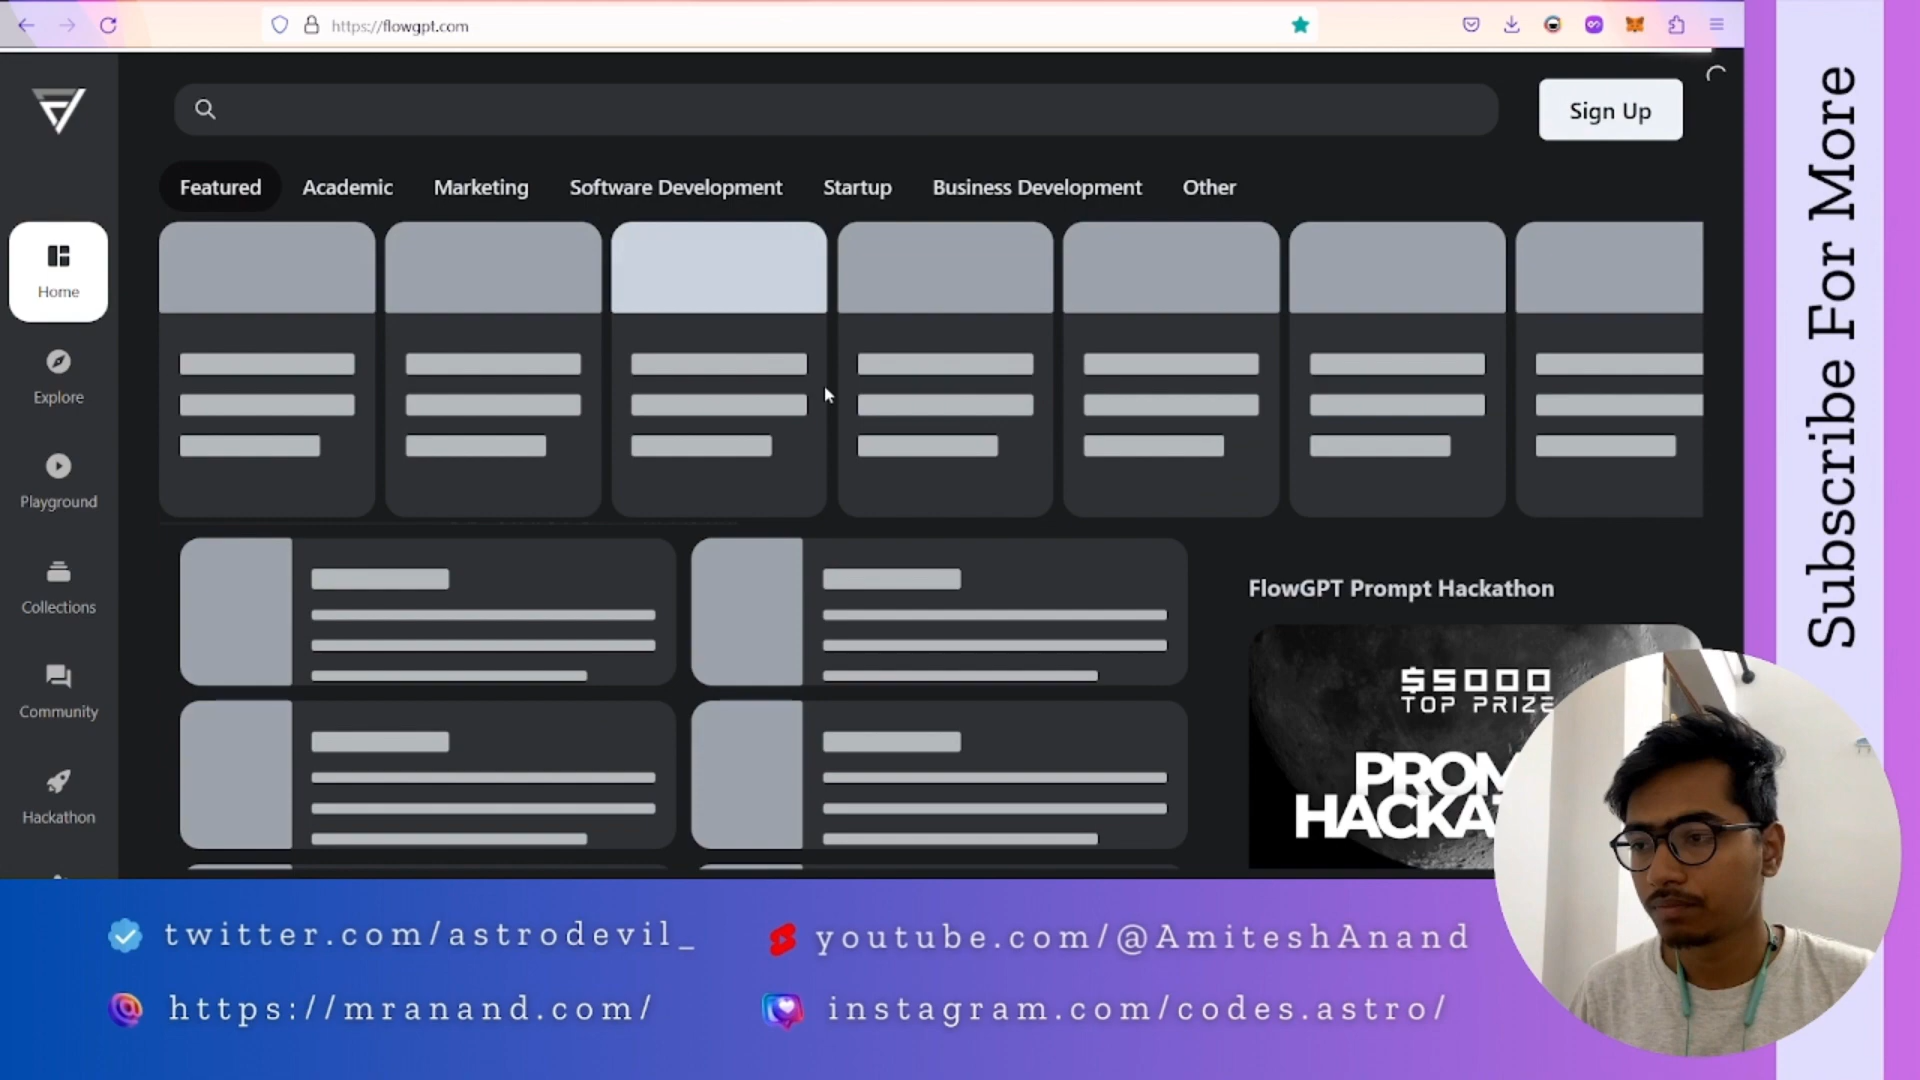 https://flowgpt.com
Sign Up
Featured Academic Marketing Software Development Startup Business Development Other
Home
Explore
Playground
Collections
Community
Hackathon
FlowGPT Prompt Hackathon
$5000
TOP PRIZE
Subscribe For More
twitter.com/astrodevil_
youtube.com/@AmiteshAnand
https://mranand.com/
instagram.com/codes.astro/